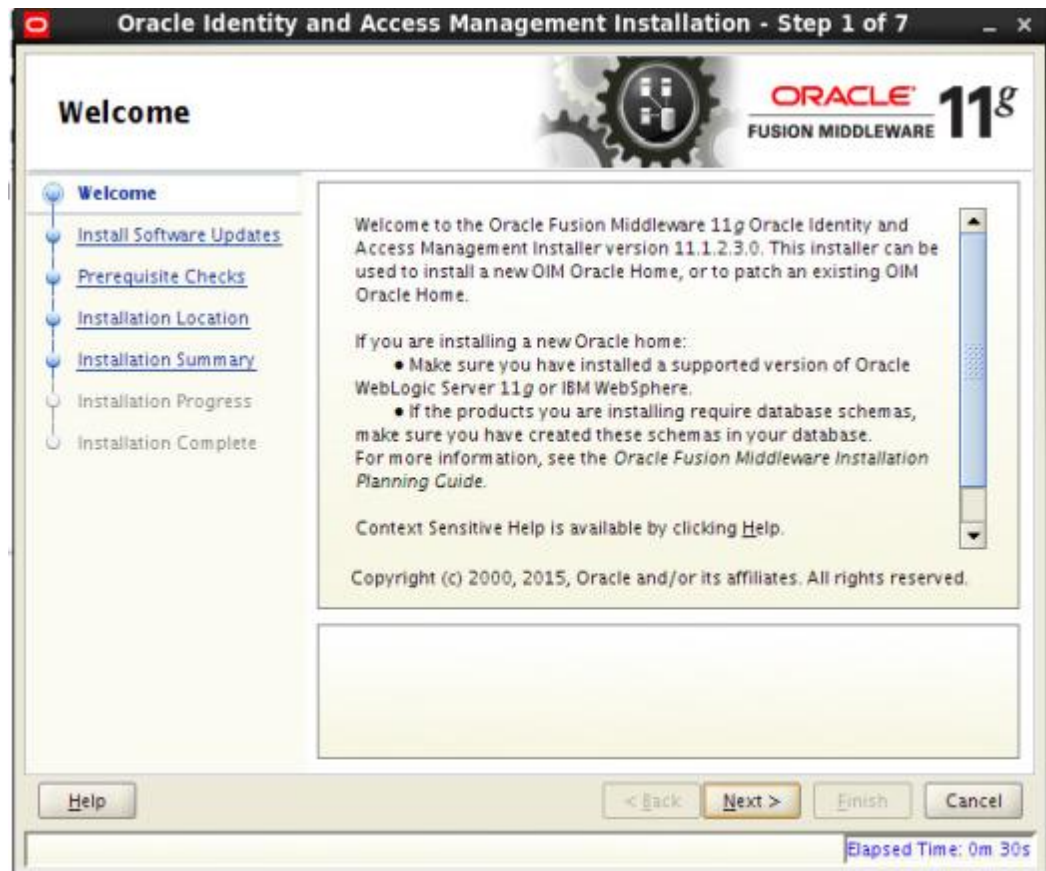 Oracle Identity and Access Management Installation - Step 1 of 7
Welcome
ORACLE
FUSION MIDDLEWARE
11g
Welcome
Install Software Updates
Prerequisite Checks
Installation Location
Installation Summary
Installation Progress
Installation Complete
Welcome to the Oracle Fusion Middleware 11g Oracle Identity and
Access Management Installer version 11.1.2.3.0. This installer can be
used to install a new OIM Oracle Home, or to patch an existing OIM
Oracle Home.
If you are installing a new Oracle home:
● Make sure you have installed a supported version of Oracle
WebLogic Server 11g or IBM WebSphere.
● If the products you are installing require database schemas,
make sure you have created these schemas in your database.
For more information, see the Oracle Fusion Middleware Installation
Planning Guide.
Context Sensitive Help is available by clicking Help.
Copyright (c) 2000, 2015, Oracle and/or its affiliates. All rights reserved.
Help
< Back
Next >
Finish
Cancel
Elapsed Time: 0m 30s